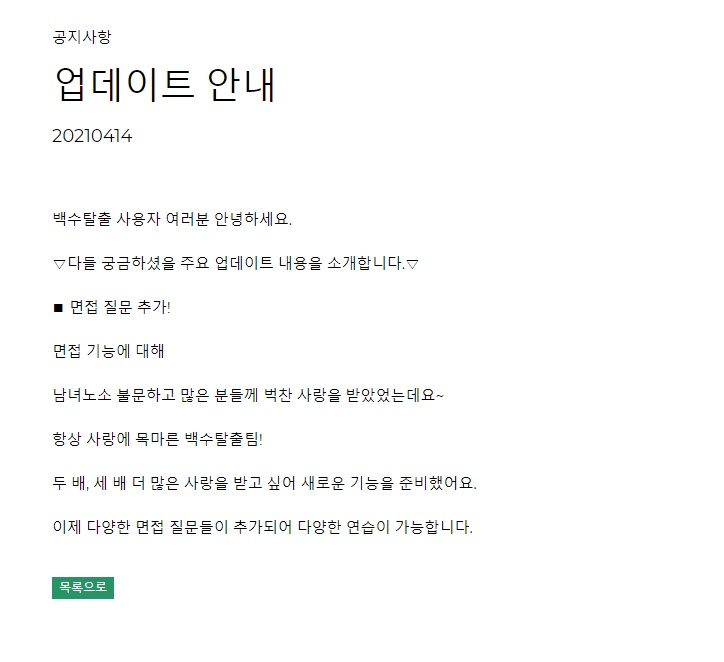 공지사항
업데이트 안내
20210414
백수탈출 사용자 여러분 안녕하세요.
▽다들 궁금하셨을 주요 업데이트 내용을 소개합니다.▽
■ 면접 질문 추가!
면접 기능에 대해
남녀노소 불문하고 많은 분들께 벅찬 사랑을 받았었는데요~
항상 사랑에 목마른 백수탈출팀!
두 배, 세 배 더 많은 사랑을 받고 싶어 새로운 기능을 준비했어요.
이제 다양한 면접 질문들이 추가되어 다양한 연습이 가능합니다.
목록으로